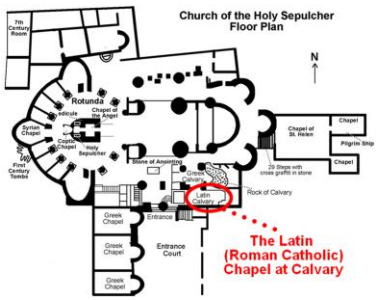 Church of the Holy Sepulcher
Floor Plan
7th
Century
Room
N
Rotunda
Chapel of
the Angel
edicule
Syrian
Chapel
Coptic
Chapel
Holy
Sepulcher
First
Century
Tombs
Stone of Anointing
Greek
Calvary
Latin
Calvary
Rock of Calvary
29 Steps with
cross graffiti in stone
Chapel of
St. Helen
Chapel
Pilgrim Ship
Chapel
Greek
Chapel
Entrance
Greek
Chapel
Entrance
Court
Greek
Chapel
The Latin
(Roman Catholic)
Chapel at Calvary